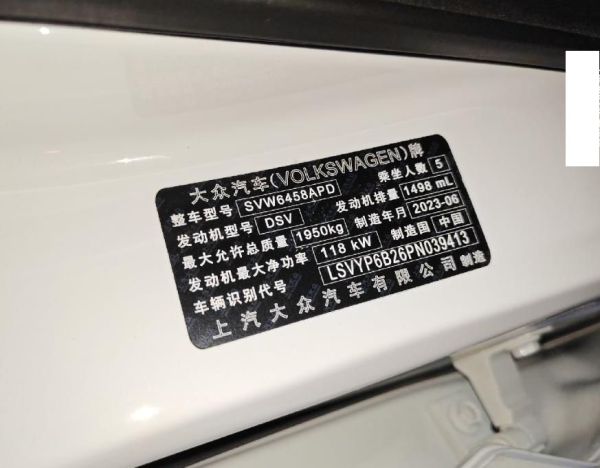 大众汽车(VOLKSWAGEN)牌
整车型号 SVW6458APD 乘坐人数 5
发动机型号 DSV 发动机排量 1498 mL
最大允许总质量 1950kg 制造年月 2023-06
发动机最大净功率 118 kW 制造国 中国
车辆识别代号 LSVYP6B26PN039413
上汽大众汽车有限公司 制造